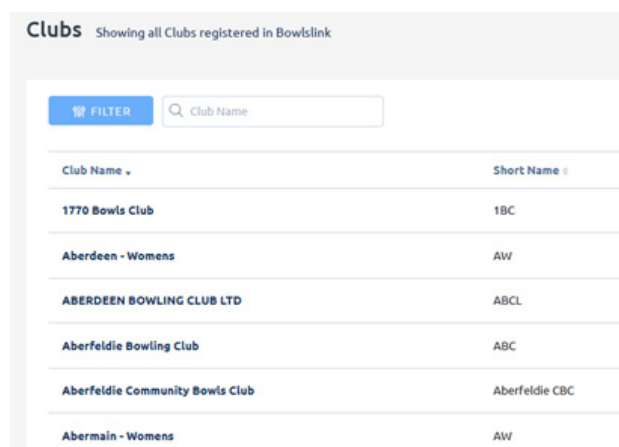 Clubs Showing all Clubs registered in Bowlslink
FILTER Club Name
Club Name Short Name
1770 Bowls Club 1BC
Aberdeen - Womens AW
ABERDEEN BOWLING CLUB LTD ABCL
Aberfeldie Bowling Club ABC
Aberfeldie Community Bowls Club Aberfeldie CBC
Abermain - Womens AW